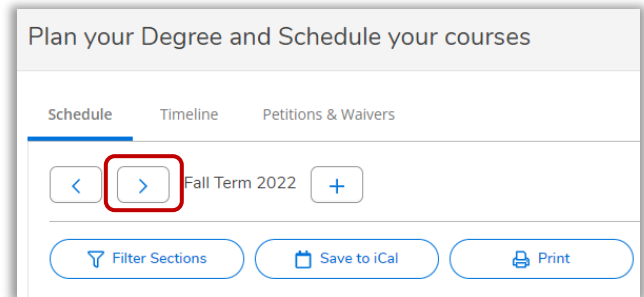 Plan your Degree and Schedule your courses
Schedule Timeline Petitions & Waivers
Fall Term 2022
Filter Sections Save to iCal Print